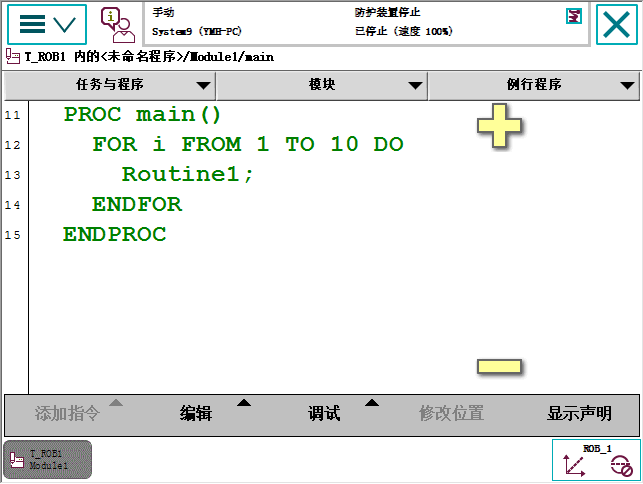 手动
防护装置停止
System9 (YMH-PC)
已停止 (速度 100%)
T_ROB1 内的<未命名程序>/Module1/main
任务与程序 模块 例行程序
11 PROC main()
12 FOR i FROM 1 TO 10 DO
13 Routine1;
14 ENDFOR
15 ENDPROC
添加指令 编辑 调试 修改位置 显示声明
T_ROB1
Module1
ROB_1